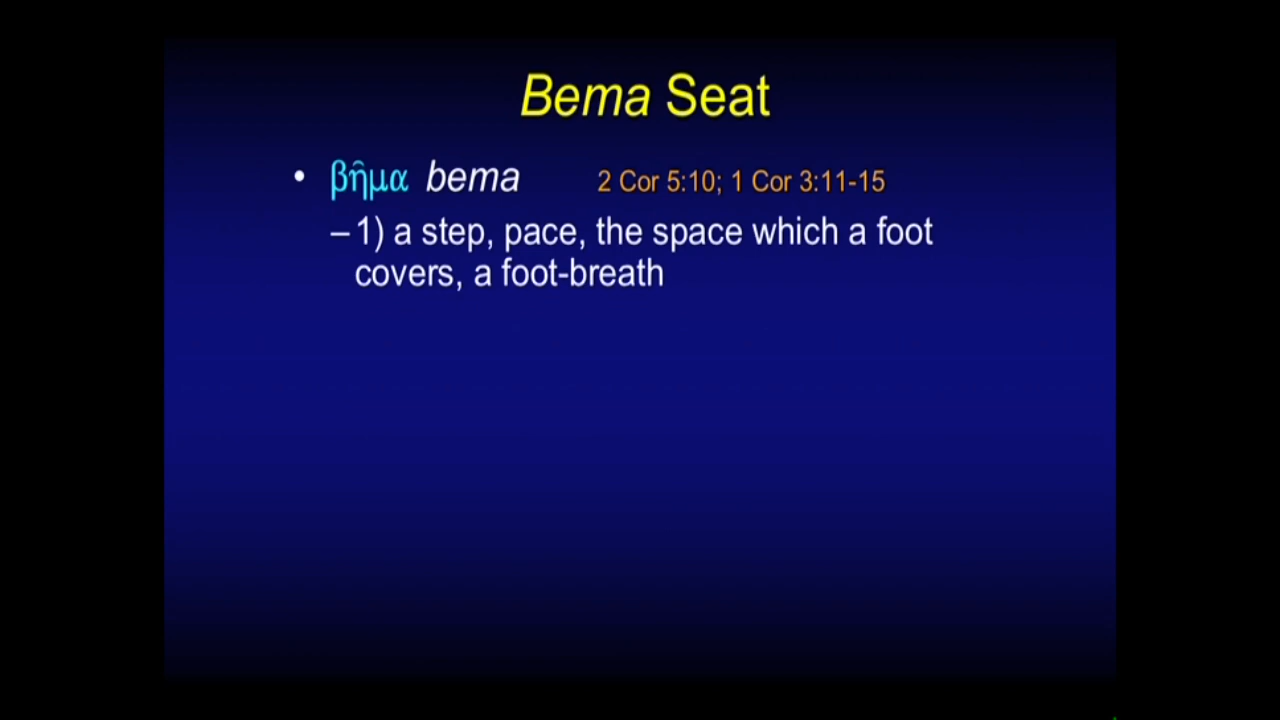 Bema Seat
• βῆμα bema 2 Cor 5:10; 1 Cor 3:11-15
– 1) a step, pace, the space which a foot
covers, a foot-breath